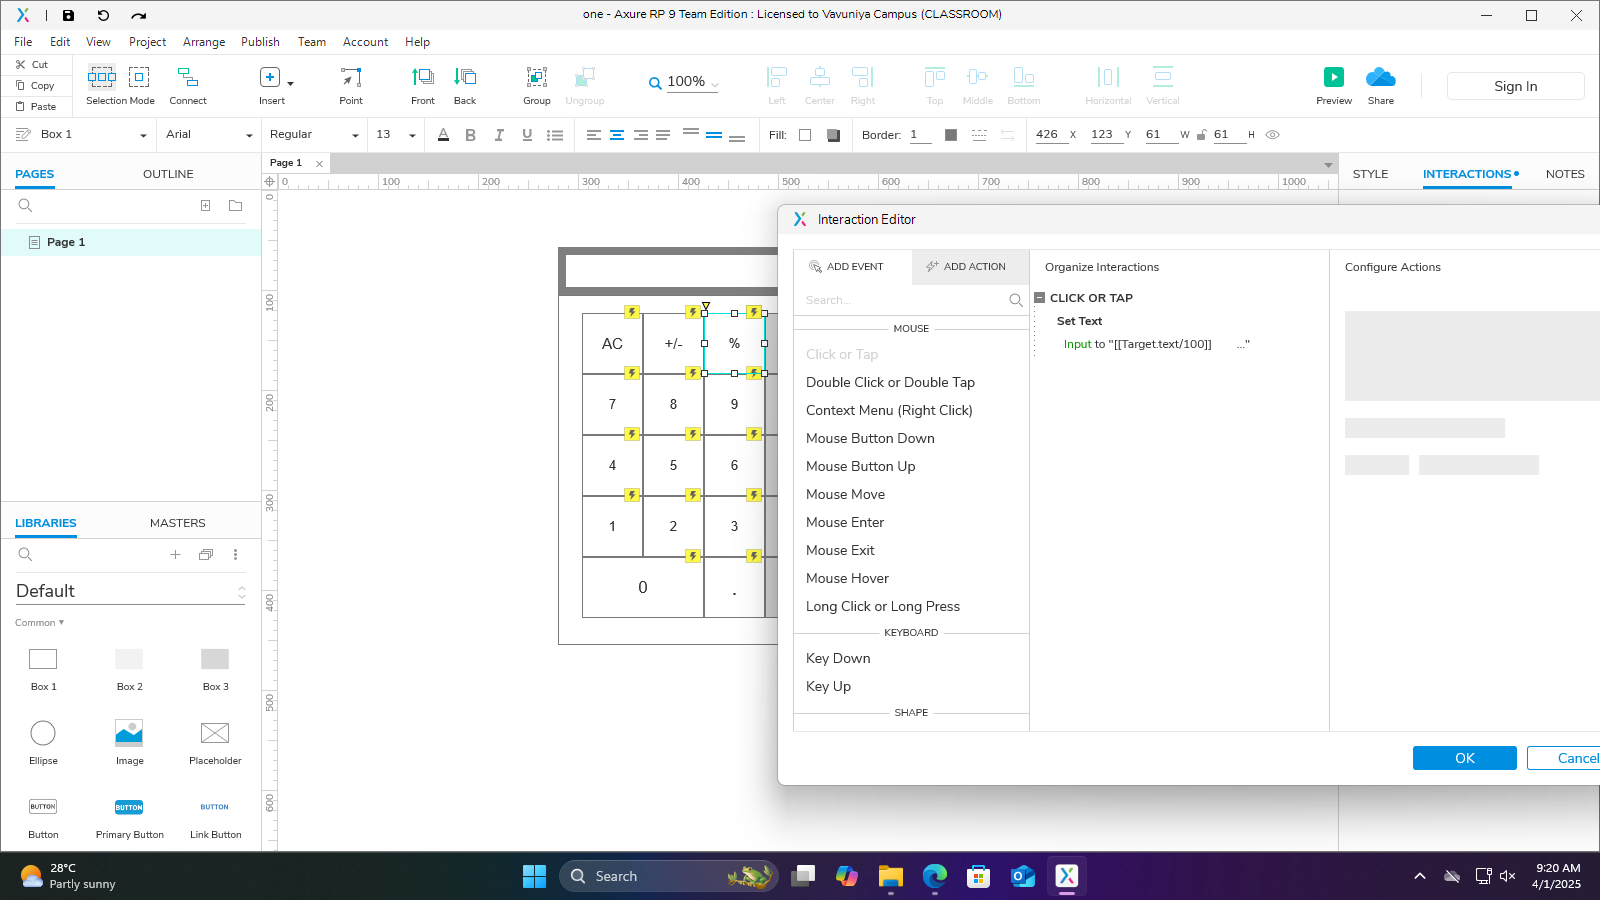 one - Axure RP 9 Team Edition : Licensed to Vavuniya Campus (CLASSROOM)
File Edit View Project Arrange Publish Team Account Help
Cut
Copy
Paste
Selection Mode Connect Insert Point Front Back Group Ungroup 100% Left Center Right Top Middle Bottom Horizontal Vertical Preview Share Sign In
Box 1 Arial Regular 13 Fill: Border: 1 426 X 123 Y 61 W 61 H
PAGES OUTLINE
Page 1
STYLE INTERACTIONS NOTES
0 100 200 300 400 500 600 700 800 900 1000
0 100 200 300 400 500 600
Page 1
AC +/- %
7 8 9
4 5 6
1 2 3
0 .
Interaction Editor
ADD EVENT ADD ACTION Organize Interactions Configure Actions
Search...
MOUSE
Click or Tap
Double Click or Double Tap
Context Menu (Right Click)
Mouse Button Down
Mouse Button Up
Mouse Move
Mouse Enter
Mouse Exit
Mouse Hover
Long Click or Long Press
KEYBOARD
Key Down
Key Up
SHAPE
CLICK OR TAP
Set Text
Input to "[[Target.text/100]] ..."
OK Cancel
LIBRARIES MASTERS
Default
Common
Box 1 Box 2 Box 3
Ellipse Image Placeholder
BUTTON BUTTON BUTTON
Button Primary Button Link Button
28°C
Partly sunny
Search
9:20 AM
4/1/2025